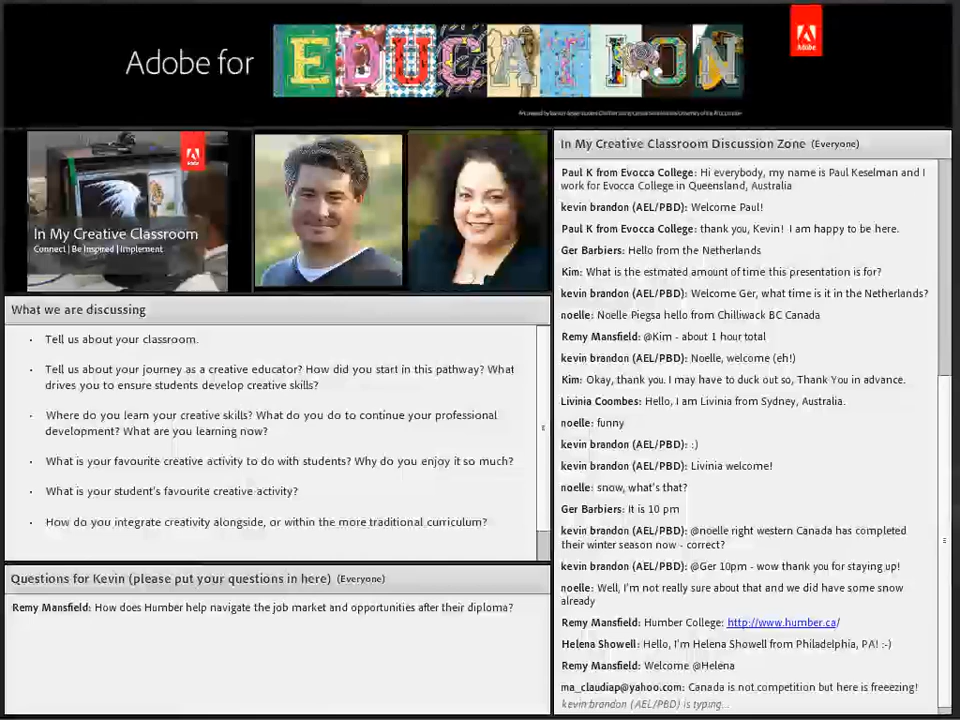 Adobe for EDUCATION
Adobe
In My Creative Classroom
Connect | Be Inspired | Implement
What we are discussing
Tell us about your classroom.
Tell us about your journey as a creative educator? How did you start in this pathway? What
drives you to ensure students develop creative skills?
Where do you learn your creative skills? What do you do to continue your professional
development? What are you learning now?
What is your favourite creative activity to do with students? Why do you enjoy it so much?
What is your student's favourite creative activity?
How do you integrate creativity alongside, or within the more traditional curriculum?
Questions for Kevin (please put your questions in here) (Everyone)
Remy Mansfield: How does Humber help navigate the job market and opportunities after their diploma?
In My Creative Classroom Discussion Zone (Everyone)
Paul K from Evocca College: Hi everybody, my name is Paul Keselman and I
work for Evocca College in Queensland, Australia
kevin brandon (AEL/PBD): Welcome Paul!
Paul K from Evocca College: thank you, Kevin! I am happy to be here.
Ger Barbiers: Hello from the Netherlands
Kim: What is the estmated amount of time this presentation is for?
kevin brandon (AEL/PBD): Welcome Ger, what time is it in the Netherlands?
noelle: Noelle Piegsa hello from Chilliwack BC Canada
Remy Mansfield: @Kim - about 1 hour total
kevin brandon (AEL/PBD): Noelle, welcome (eh!)
Kim: Okay, thank you. I may have to duck out so, Thank You in advance.
Livinia Coombes: Hello, I am Livinia from Sydney, Australia.
noelle: funny
kevin brandon (AEL/PBD): :)
kevin brandon (AEL/PBD): Livinia welcome!
noelle: snow, what's that?
Ger Barbiers: It is 10 pm
kevin brandon (AEL/PBD): @noelle right western Canada has completed
their winter season now - correct?
kevin brandon (AEL/PBD): @Ger 10pm - wow thank you for staying up!
noelle: Well, I'm not really sure about that and we did have some snow
already
Remy Mansfield: Humber College: http://www.humber.ca/
Helena Showell: Hello, I'm Helena Showell from Philadelphia, PA! :-)
Remy Mansfield: Welcome @Helena
ma_claudiap@yahoo.com: Canada is not competition but here is freezing!
kevin brandon (AEL/PBD) is typing...